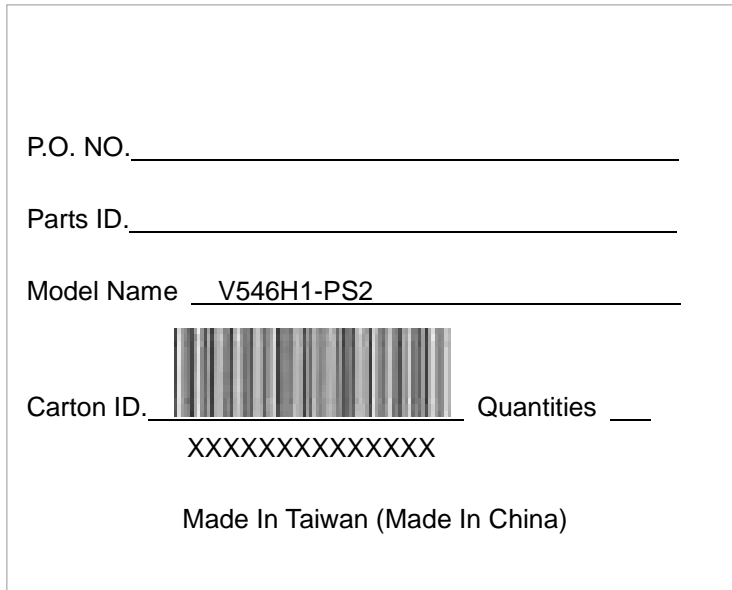 P.O. NO.
Parts ID.
Model Name V546H1-PS2
Carton ID. Quantities
XXXXXXXXXXXXXX
Made In Taiwan (Made In China)